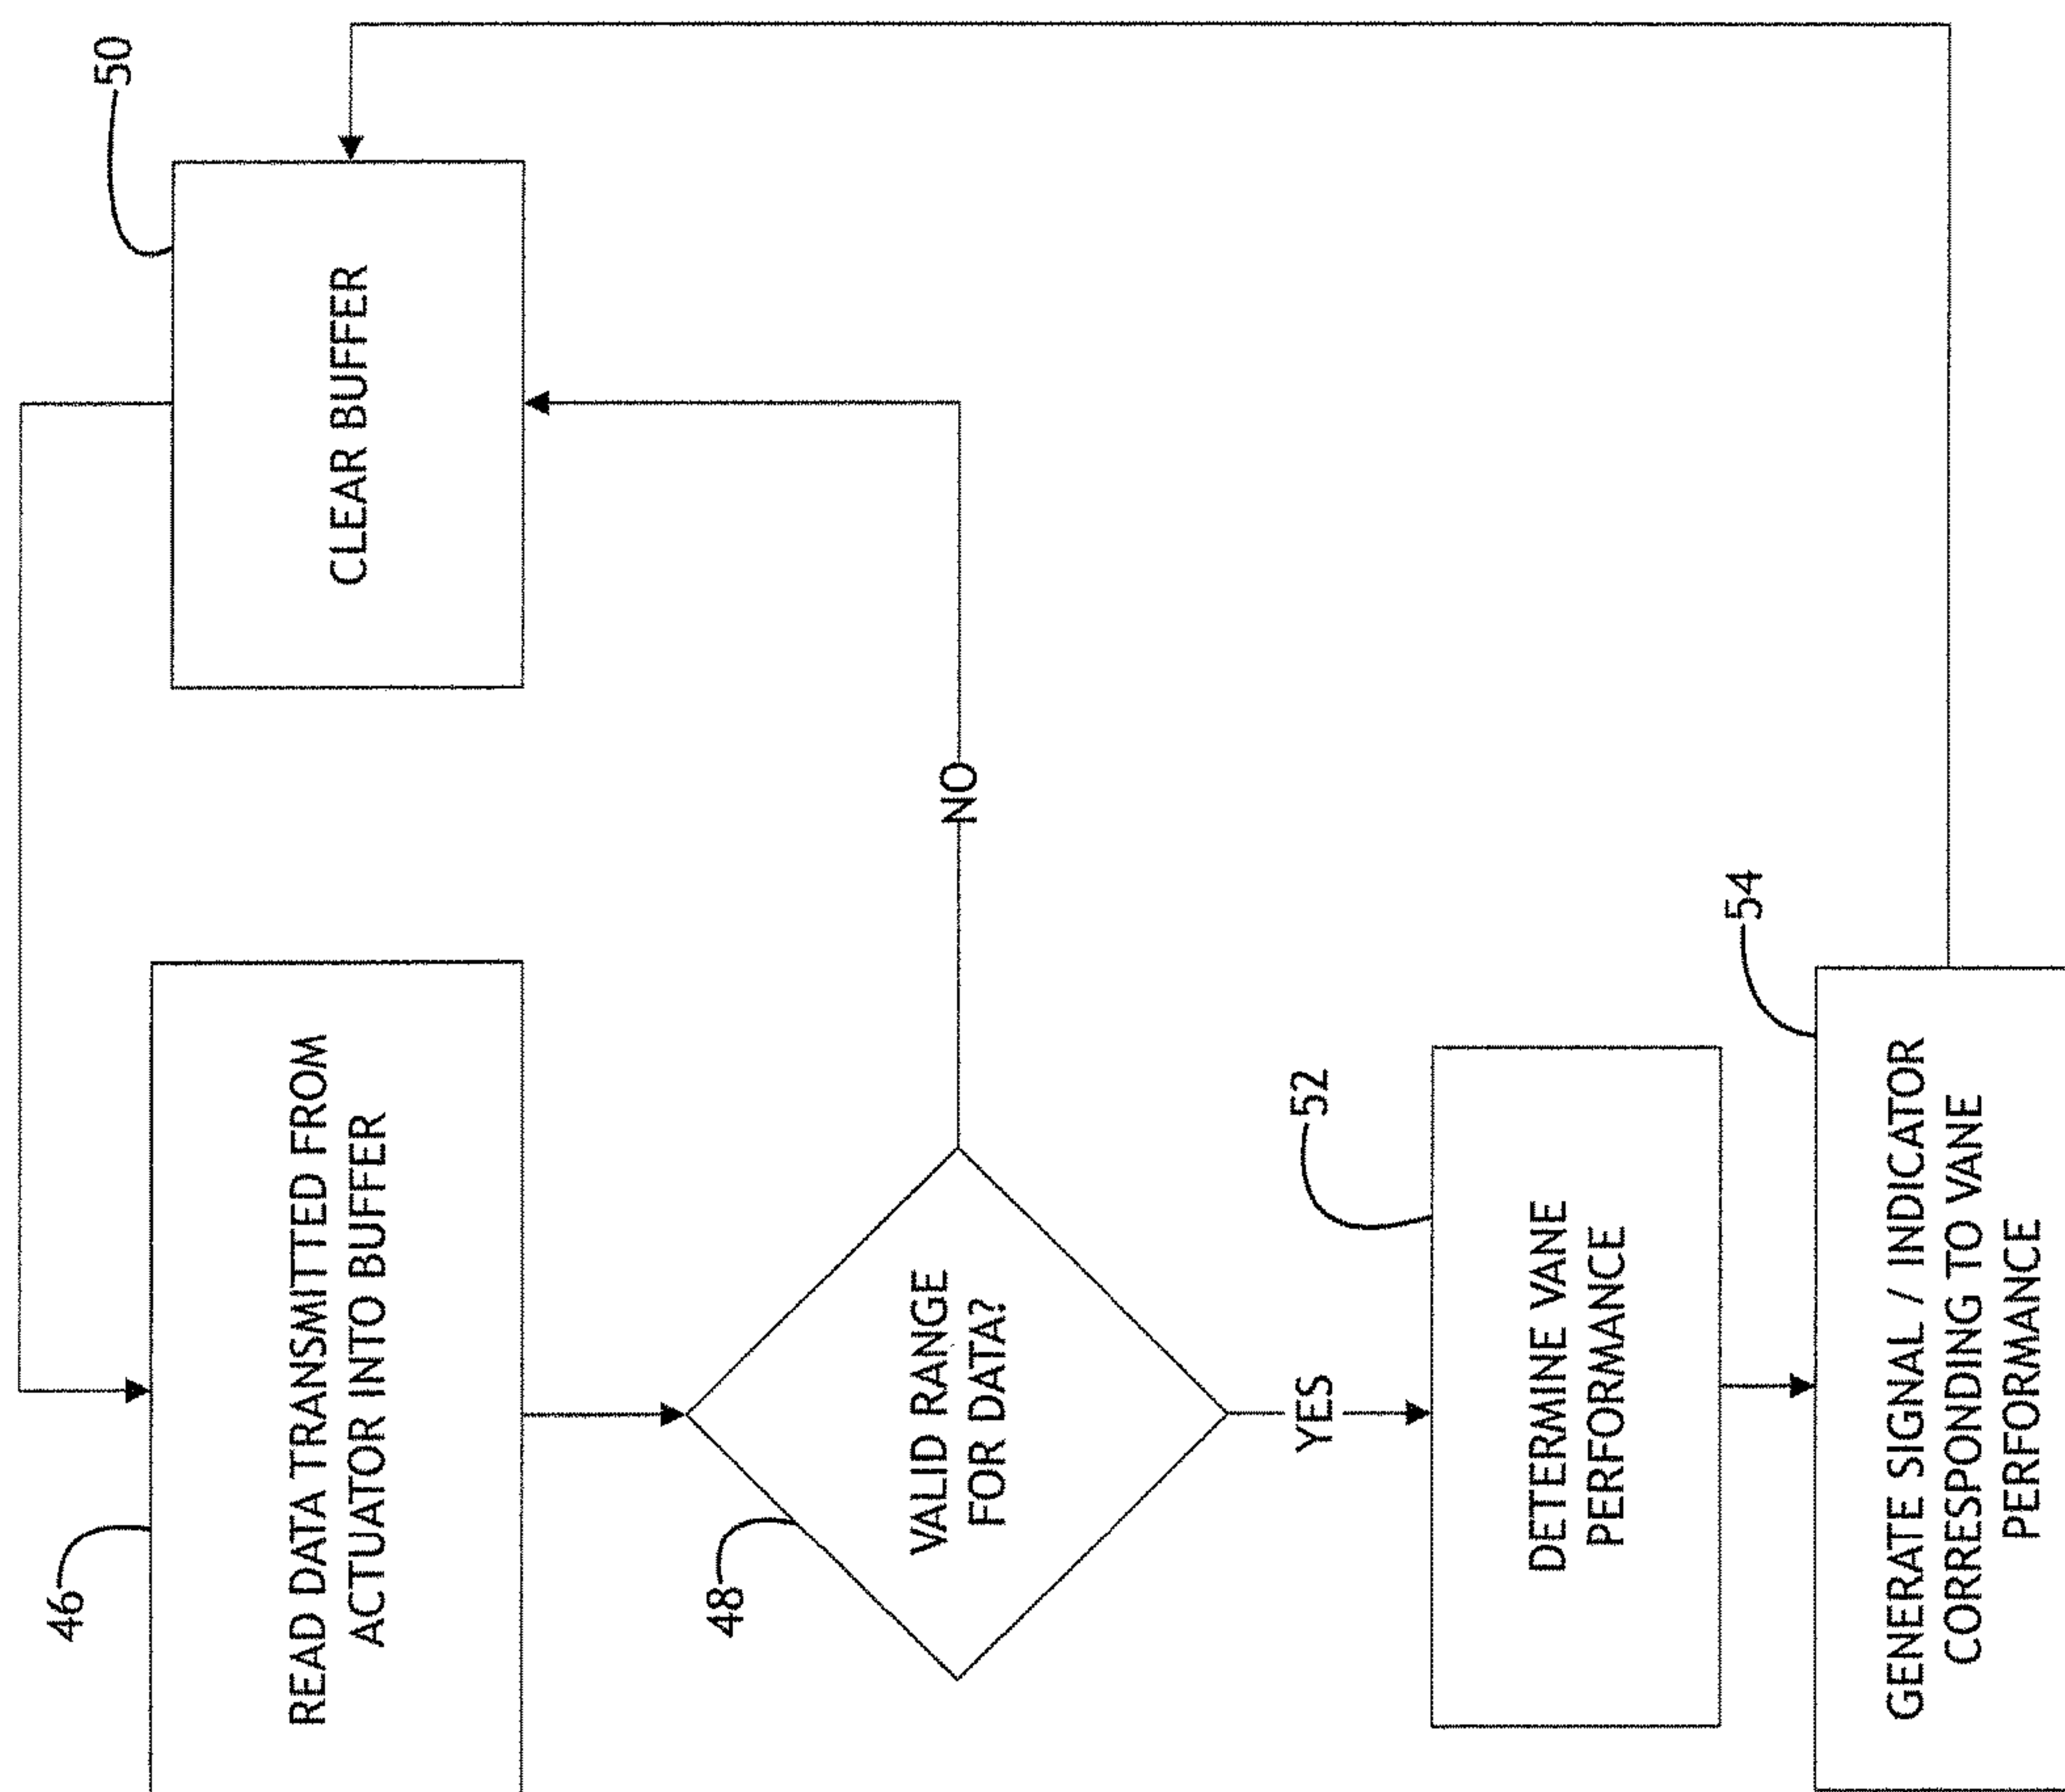 46
READ DATA TRANSMITTED FROM
ACTUATOR INTO BUFFER
50
CLEAR BUFFER
48
VALID RANGE
FOR DATA?
NO
YES
52
DETERMINE VANE
PERFORMANCE
54
GENERATE SIGNAL / INDICATOR
CORRESPONDING TO VANE
PERFORMANCE